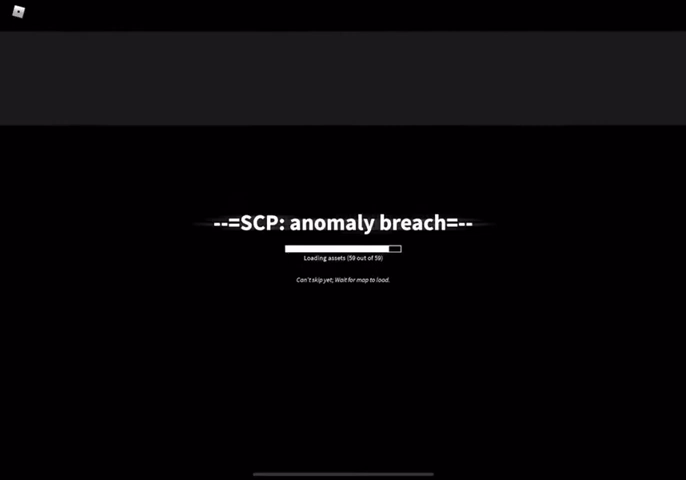 --=SCP: anomaly breach=--
Loading assets (59 out of 59)
Can't skip yet; Wait for map to load.